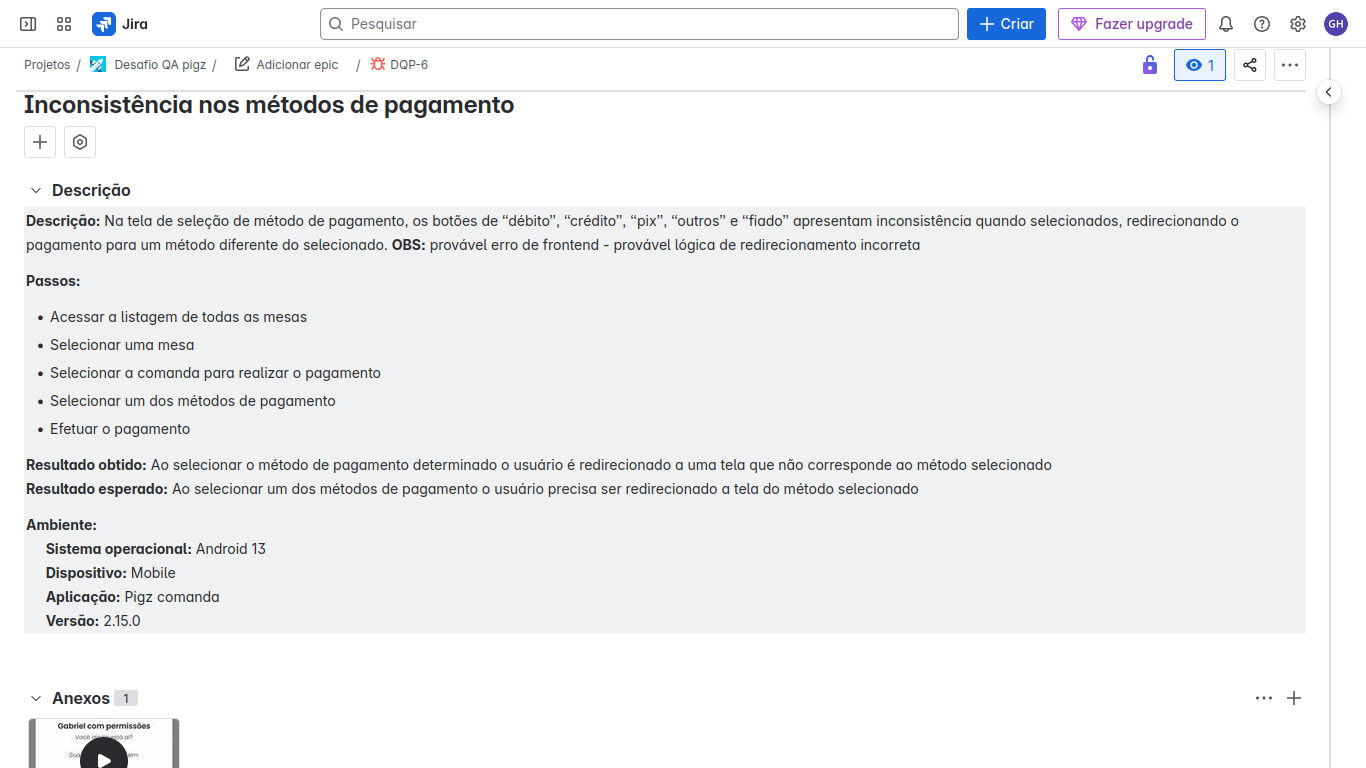 Jira
Pesquisar
Criar
Fazer upgrade
GH
Projetos / Desafio QA pigz / Adicionar epic / DQP-6
1
Inconsistência nos métodos de pagamento
Descrição
Descrição: Na tela de seleção de método de pagamento, os botões de “débito”, “crédito”, “pix”, “outros” e “fiado” apresentam inconsistência quando selecionados, redirecionando o
pagamento para um método diferente do selecionado. OBS: provável erro de frontend - provável lógica de redirecionamento incorreta
Passos:
• Acessar a listagem de todas as mesas
• Selecionar uma mesa
• Selecionar a comanda para realizar o pagamento
• Selecionar um dos métodos de pagamento
• Efetuar o pagamento
Resultado obtido: Ao selecionar o método de pagamento determinado o usuário é redirecionado a uma tela que não corresponde ao método selecionado
Resultado esperado: Ao selecionar um dos métodos de pagamento o usuário precisa ser redirecionado a tela do método selecionado
Ambiente:
Sistema operacional: Android 13
Dispositivo: Mobile
Aplicação: Pigz comanda
Versão: 2.15.0
Anexos 1
Gabriel com permissões
Você ainda está aí?